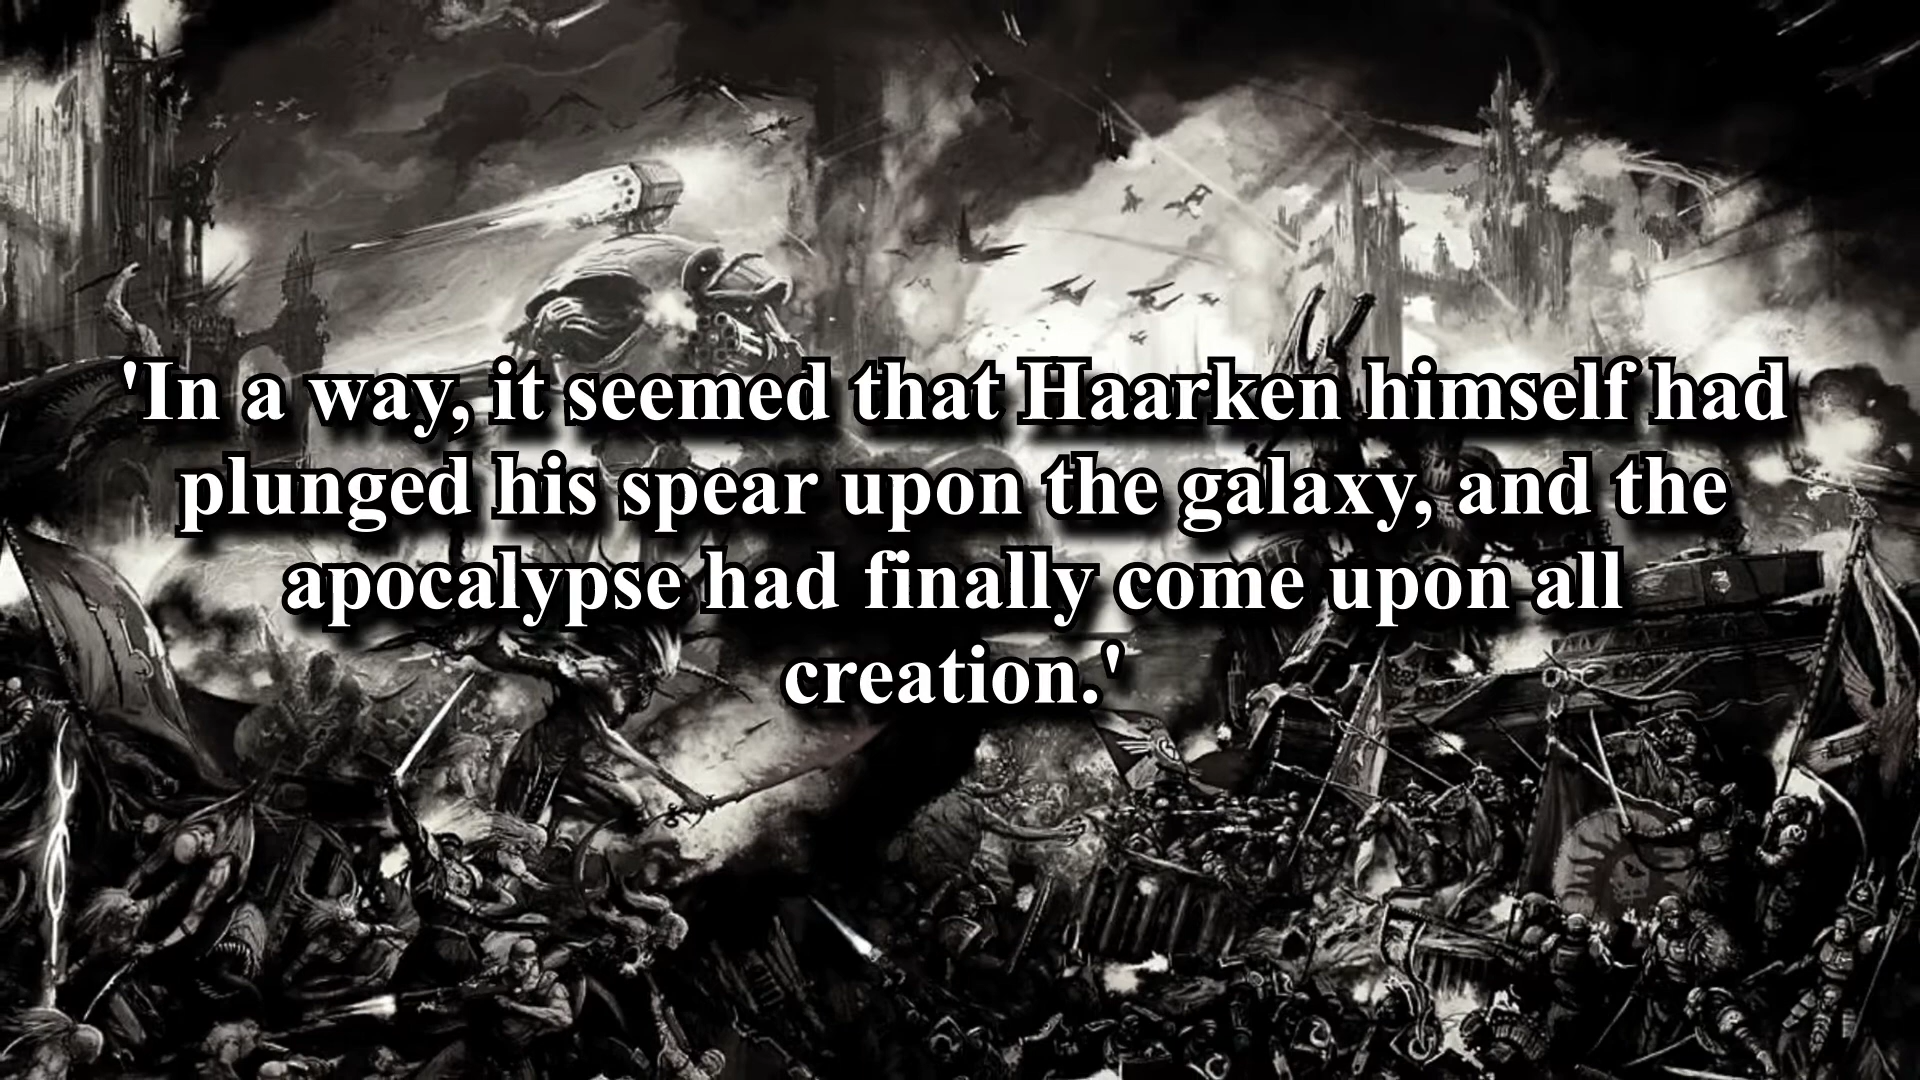 'In a way, it seemed that Haarken himself had
plunged his spear upon the galaxy, and the
apocalypse had finally come upon all
creation.'